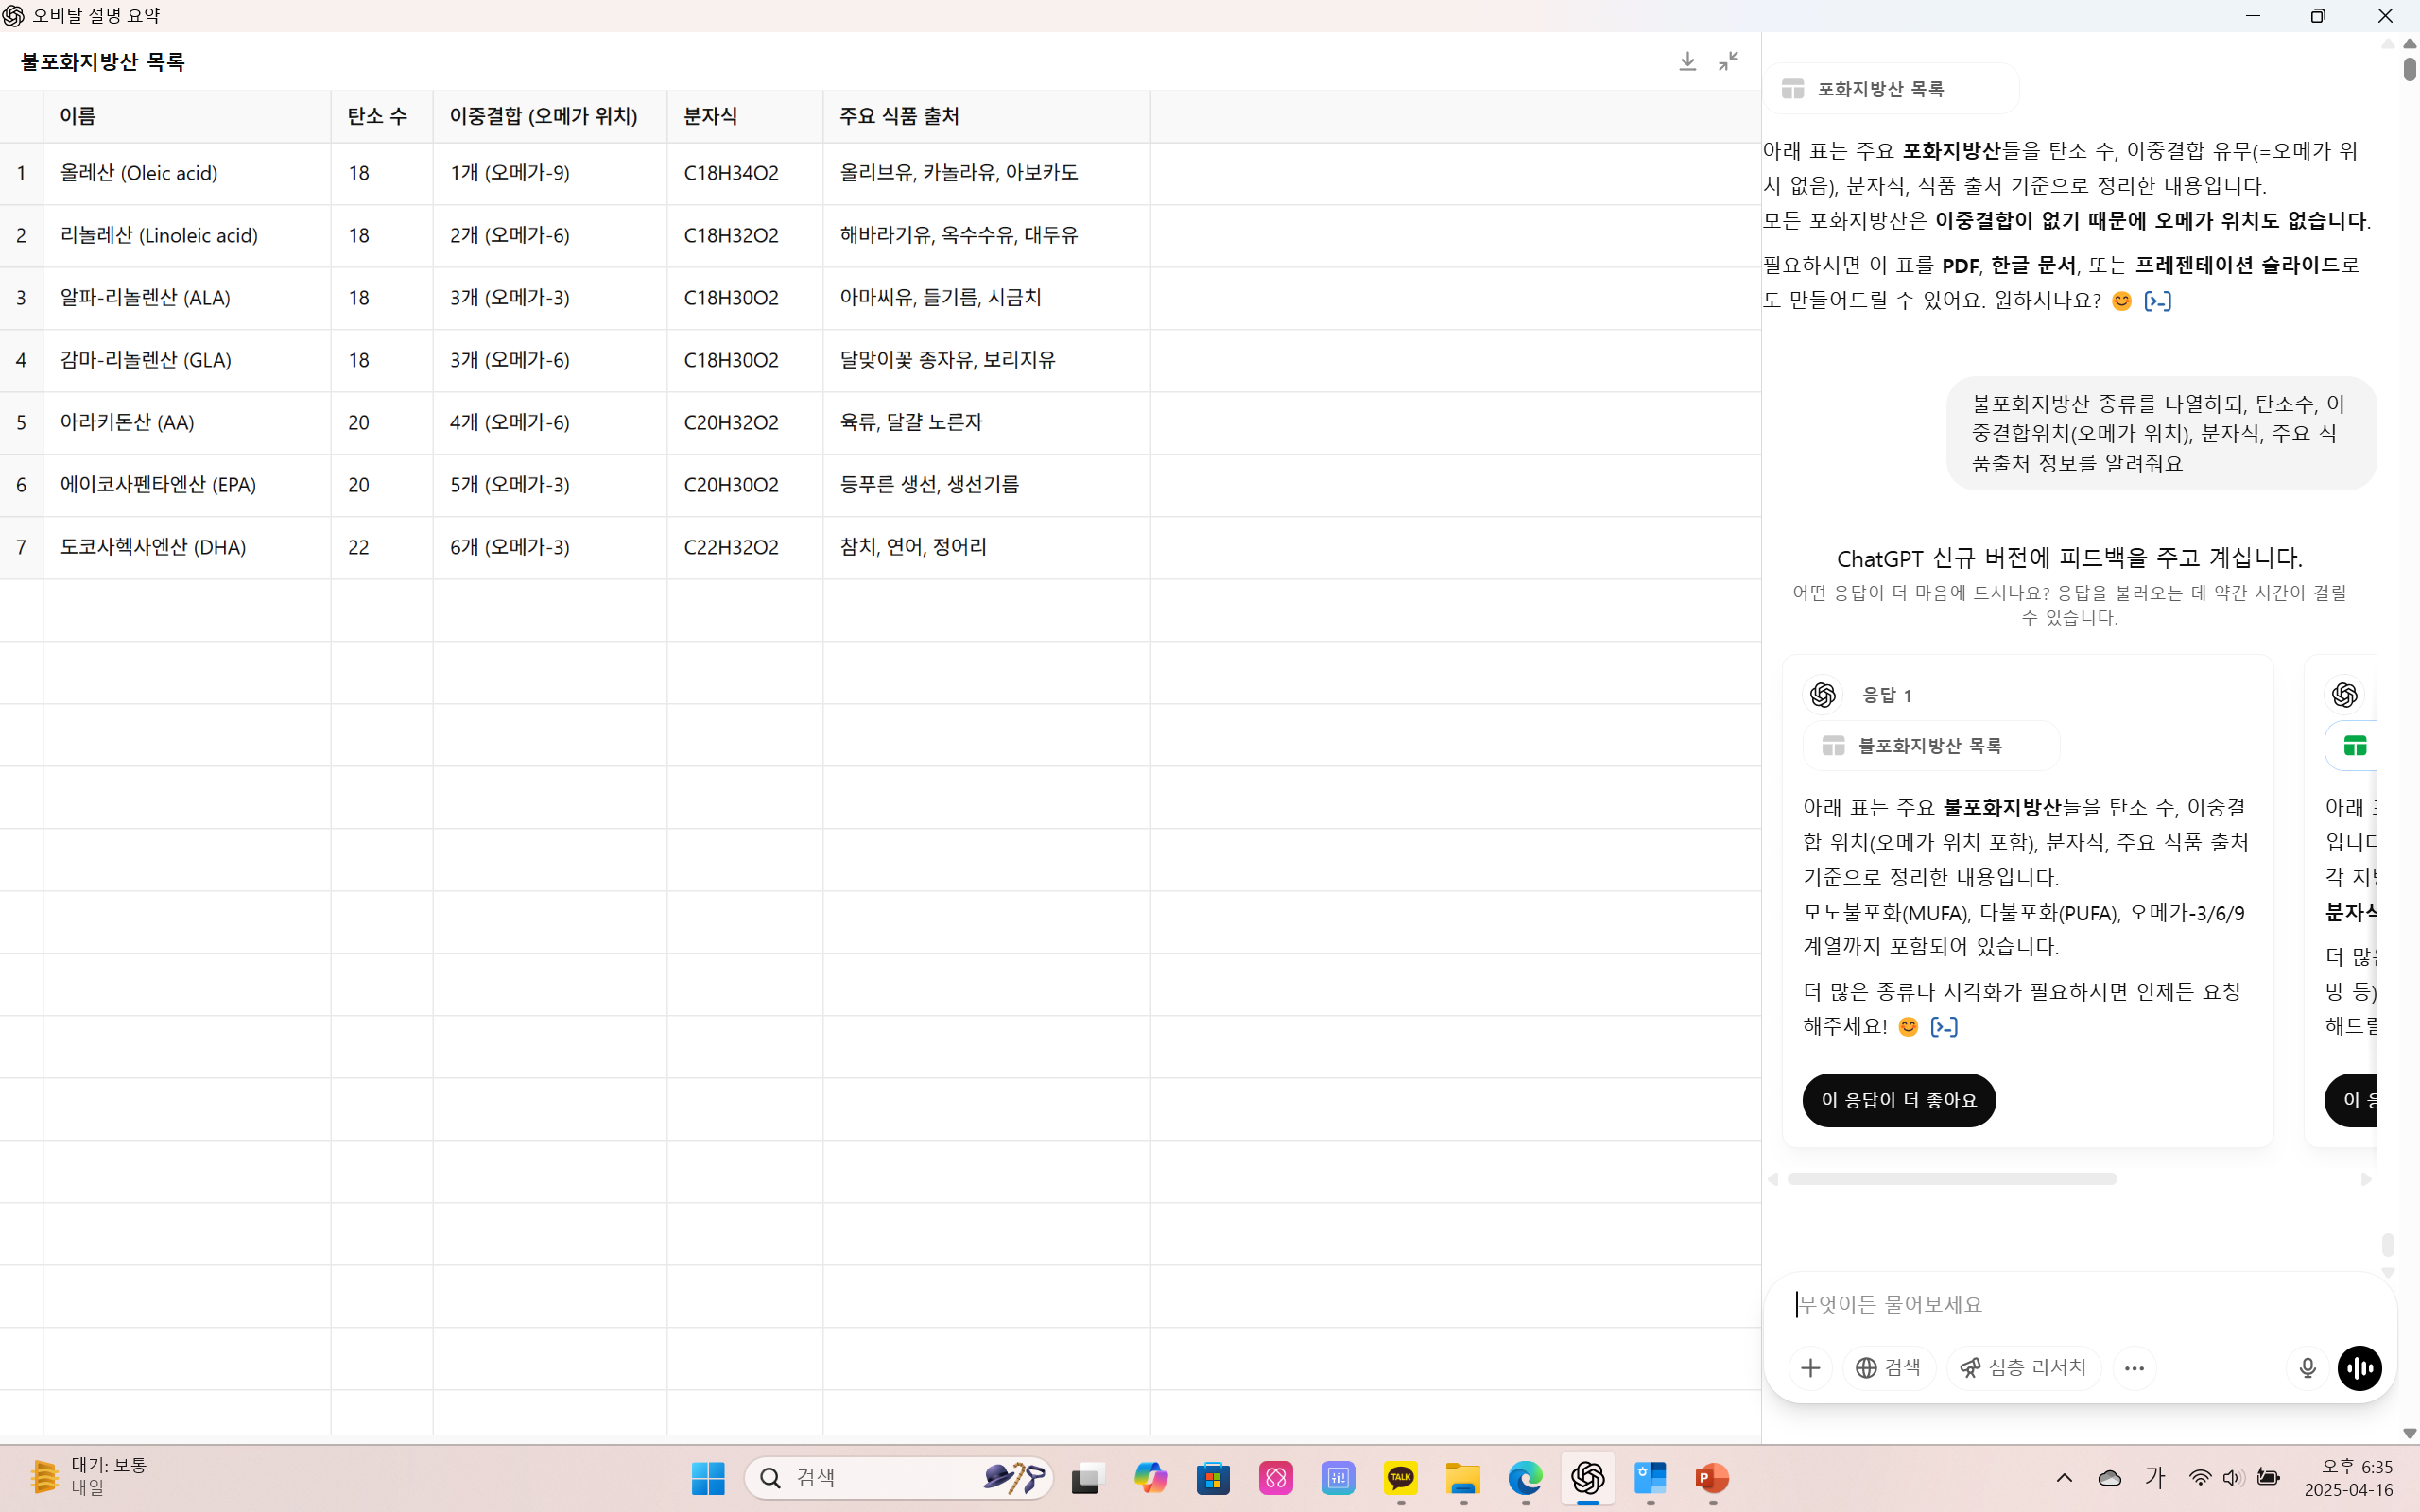 오비탈 설명 요약
불포화지방산 목록
이름 탄소 수 이중결합 (오메가 위치) 분자식 주요 식품 출처
1 올레산 (Oleic acid) 18 1개 (오메가-9) C18H34O2 올리브유, 카놀라유, 아보카도
2 리놀레산 (Linoleic acid) 18 2개 (오메가-6) C18H32O2 해바라기유, 옥수수유, 대두유
3 알파-리놀렌산 (ALA) 18 3개 (오메가-3) C18H30O2 아마씨유, 들기름, 시금치
4 감마-리놀렌산 (GLA) 18 3개 (오메가-6) C18H30O2 달맞이꽃 종자유, 보리지유
5 아라키돈산 (AA) 20 4개 (오메가-6) C20H32O2 육류, 달걀 노른자
6 에이코사펜타엔산 (EPA) 20 5개 (오메가-3) C20H30O2 등푸른 생선, 생선기름
7 도코사헥사엔산 (DHA) 22 6개 (오메가-3) C22H32O2 참치, 연어, 정어리
포화지방산 목록
아래 표는 주요 포화지방산들을 탄소 수, 이중결합 유무(=오메가 위
치 없음), 분자식, 식품 출처 기준으로 정리한 내용입니다.
모든 포화지방산은 이중결합이 없기 때문에 오메가 위치도 없습니다.
필요하시면 이 표를 PDF, 한글 문서, 또는 프레젠테이션 슬라이드로
도 만들어드릴 수 있어요. 원하시나요? 😊 [>-]
불포화지방산 종류를 나열하되, 탄소수, 이
중결합위치(오메가 위치), 분자식, 주요 식
품출처 정보를 알려줘요
ChatGPT 신규 버전에 피드백을 주고 계십니다.
어떤 응답이 더 마음에 드시나요? 응답을 불러오는 데 약간 시간이 걸릴
수 있습니다.
응답 1
불포화지방산 목록
아래 표는 주요 불포화지방산들을 탄소 수, 이중결
합 위치(오메가 위치 포함), 분자식, 주요 식품 출처
기준으로 정리한 내용입니다.
모노불포화(MUFA), 다불포화(PUFA), 오메가-3/6/9
계열까지 포함되어 있습니다.
더 많은 종류나 시각화가 필요하시면 언제든 요청
해주세요! 😊 [>-]
이 응답이 더 좋아요
아래
입니
각 지
분자
더 많
방 등)
해드릴
이
무엇이든 물어보세요
검색 심층 리서치
대기: 보통
내일
검색
TALK
가
오후 6:35
2025-04-16